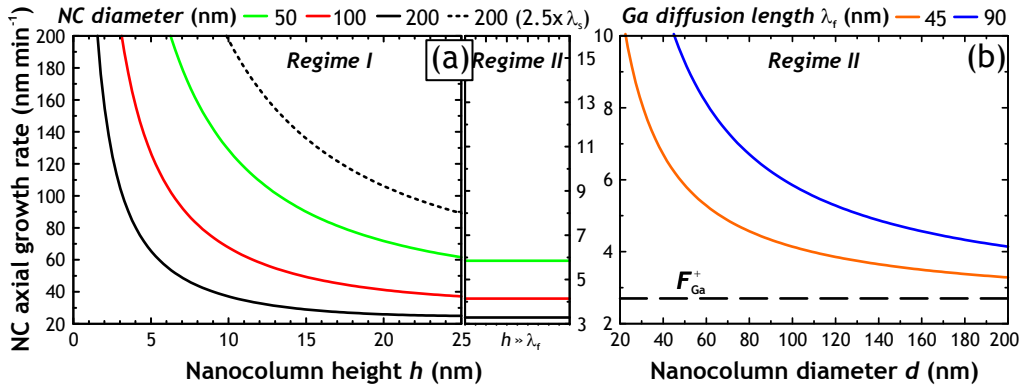 NC diameter (nm) 50 100 200 200 (2.5x λs) Ga diffusion length λf (nm) 45 90
NC axial growth rate (nm min⁻¹)
200
180
160
140
120
100
80
60
40
20
Regime I
(a)
Regime II
15
13
11
9
8
6
5
3
0 5 10 15 20 25
h » λf
Nanocolumn height h (nm)
10
8
6
4
2
Regime II
(b)
F⁺Ga
20 40 60 80 100 120 140 160 180 200
Nanocolumn diameter d (nm)